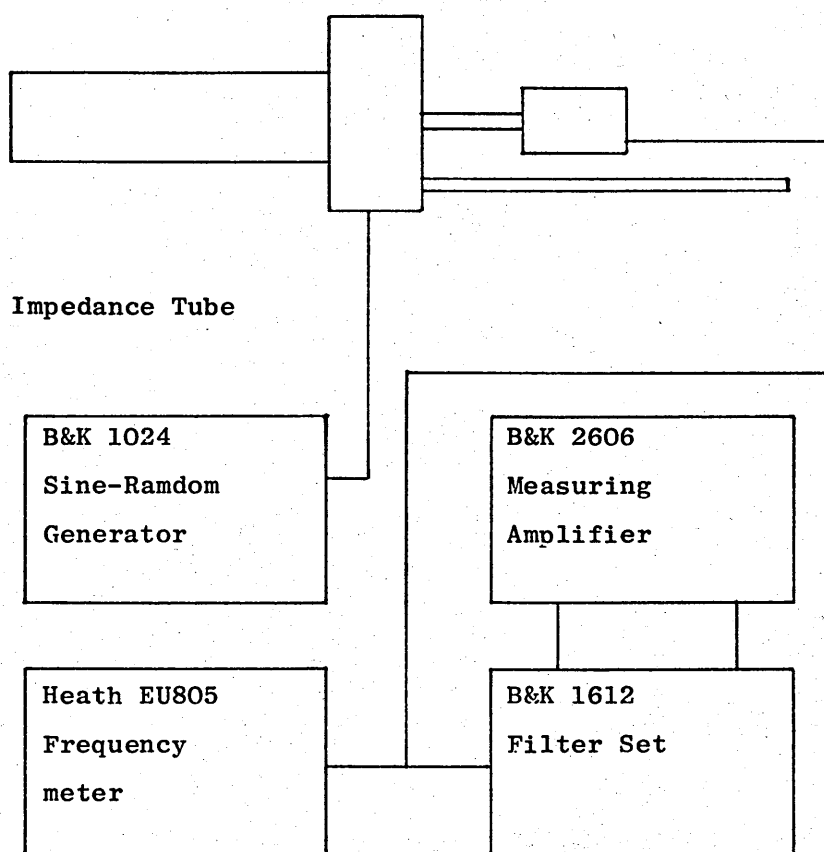 Impedance Tube
B&K 1024
Sine-Ramdom
Generator
B&K 2606
Measuring
Amplifier
Heath EU805
Frequency
meter
B&K 1612
Filter Set